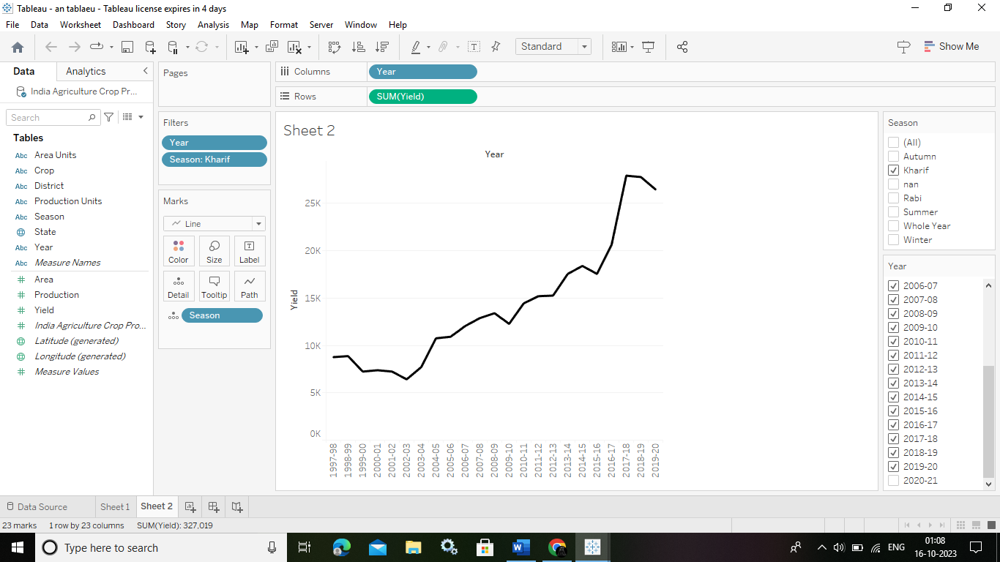 Tableau - an tablaeu - Tableau license expires in 4 days
File Data Worksheet Dashboard Story Analysis Map Format Server Window Help
Standard
Show Me
Data Analytics
India Agriculture Crop Pr...
Search
Tables
Abc Area Units
Abc Crop
Abc District
Abc Production Units
Abc Season
State
Abc Year
Abc Measure Names
Area
Production
Yield
India Agriculture Crop Pro...
Latitude (generated)
Longitude (generated)
Measure Values
Pages
Filters
Year
Season: Kharif
Marks
Line
Color Size Label
Detail Tooltip Path
Season
Columns Year
Rows SUM(Yield)
Sheet 2
Year
Yield
25K
20K
15K
10K
5K
0K
1997-98
1998-99
1999-00
2000-01
2001-02
2002-03
2003-04
2004-05
2005-06
2006-07
2007-08
2008-09
2009-10
2010-11
2011-12
2012-13
2013-14
2014-15
2015-16
2016-17
2017-18
2018-19
2019-20
Season
(All)
Autumn
Kharif
nan
Rabi
Summer
Whole Year
Winter
Year
2006-07
2007-08
2008-09
2009-10
2010-11
2011-12
2012-13
2013-14
2014-15
2015-16
2016-17
2017-18
2018-19
2019-20
2020-21
Data Source Sheet 1 Sheet 2
23 marks 1 row by 23 columns SUM(Yield): 327,019
Type here to search
ENG
01:08
16-10-2023